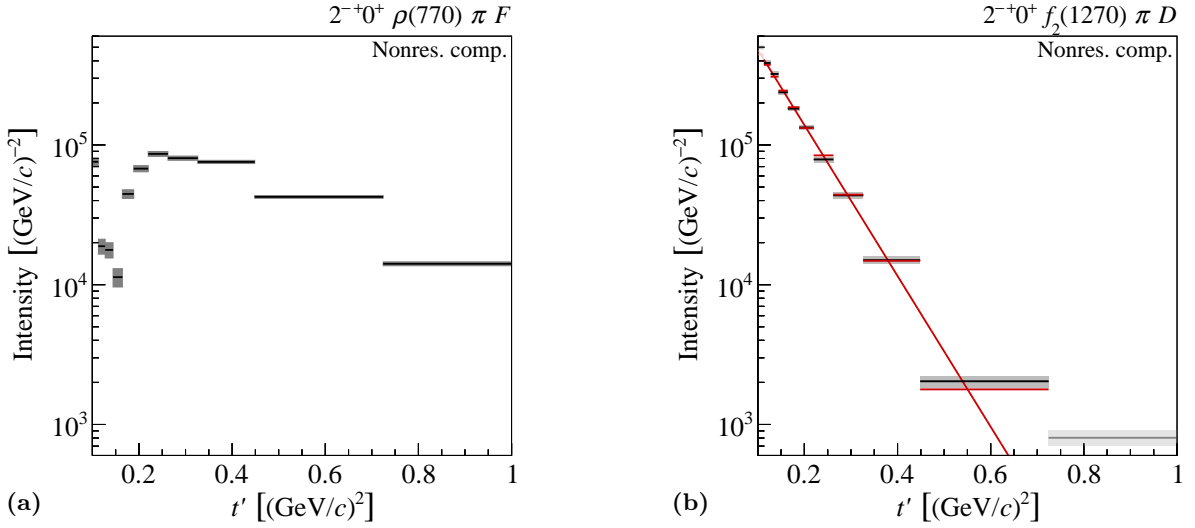 2⁻⁺0⁺ ρ(770) π F
Nonres. comp.
Intensity [(GeV/c)⁻²]
10⁵
10⁴
10³
0.2 0.4 0.6 0.8 1
t′ [(GeV/c)²]
(a)
2⁻⁺0⁺ f₂(1270) π D
Nonres. comp.
Intensity [(GeV/c)⁻²]
10⁵
10⁴
10³
0.2 0.4 0.6 0.8 1
t′ [(GeV/c)²]
(b)